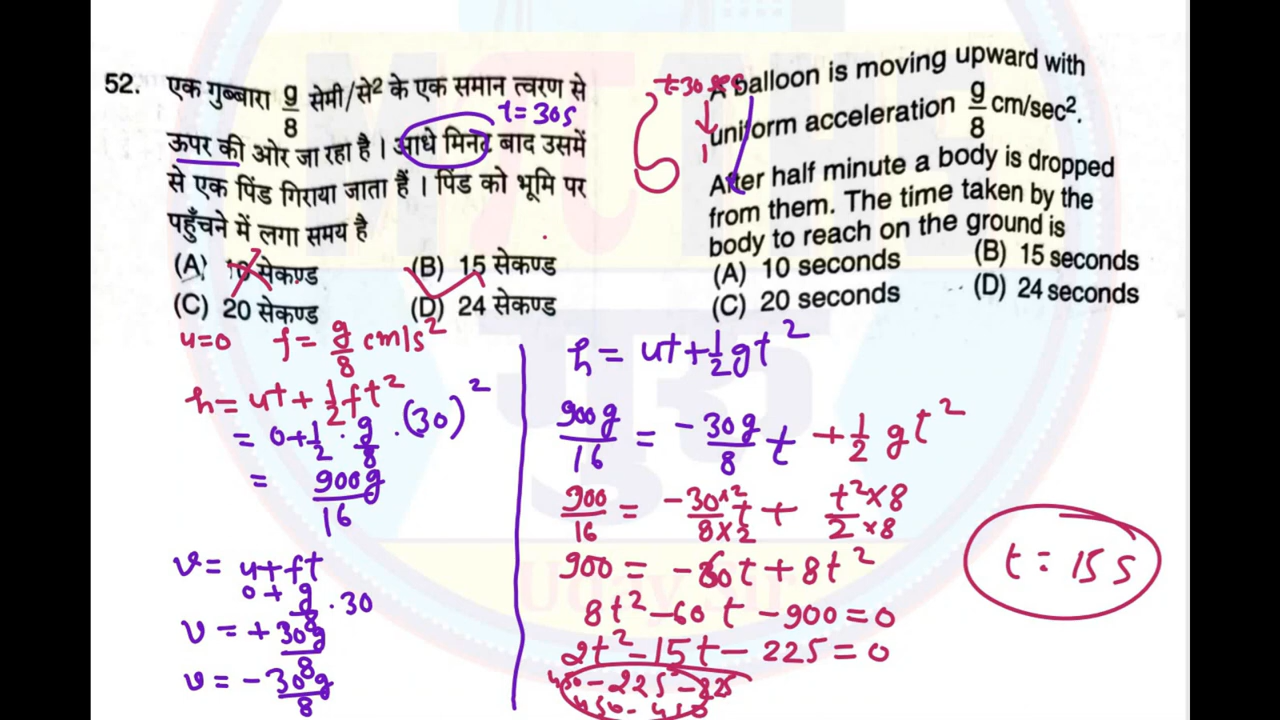 52. एक गुब्बारा g/8 सेमी/से² के एक समान त्वरण से
t=30s
ऊपर की ओर जा रहा है। आधे मिनट बाद उसमें
से एक पिंड गिराया जाता हैं । पिंड को भूमि पर
पहुँचने में लगा समय है
(A) 10 सेकण्ड (B) 15 सेकण्ड
(C) 20 सेकण्ड (D) 24 सेकण्ड
t=30 sec
A balloon is moving upward with
uniform acceleration g/8 cm/sec².
After half minute a body is dropped
from them. The time taken by the
body to reach on the ground is
(A) 10 seconds (B) 15 seconds
(C) 20 seconds (D) 24 seconds
u=0 f= g/8 cm/s²
h= ut + 1/2 ft²
= 0+1/2 · g/8 · (30)²
= 900g/16
v= u+ft
0+ g/8 · 30
v = + 30g/8
v = - 30g/8
h = ut + 1/2 gt²
900g/16 = - 30g/8 t + 1/2 gt²
900/16 = -30×2/8×2 t + t²×8/2×8
900 = -60t + 8t²
8t² - 60t - 900 = 0
2t² - 15t - 225 = 0
t = 15 s